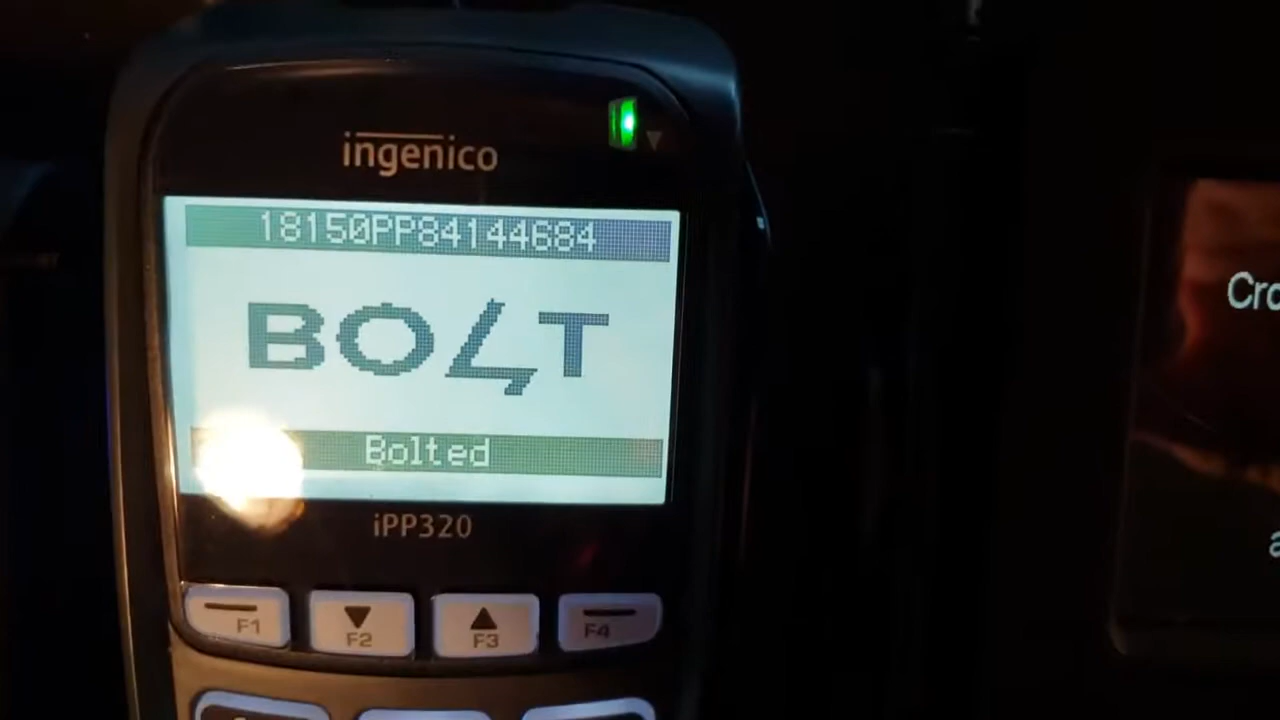 ingenico
18150PP84144684
BOLT
Bolted
iPP320
F1
F2
F3
F4